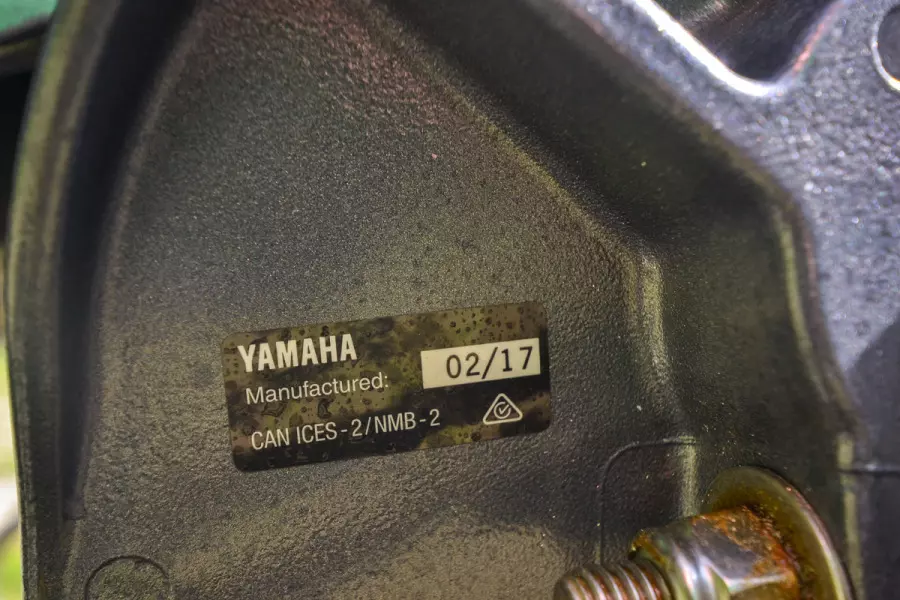 YAMAHA
Manufactured: 02/17
CAN ICES-2/NMB-2